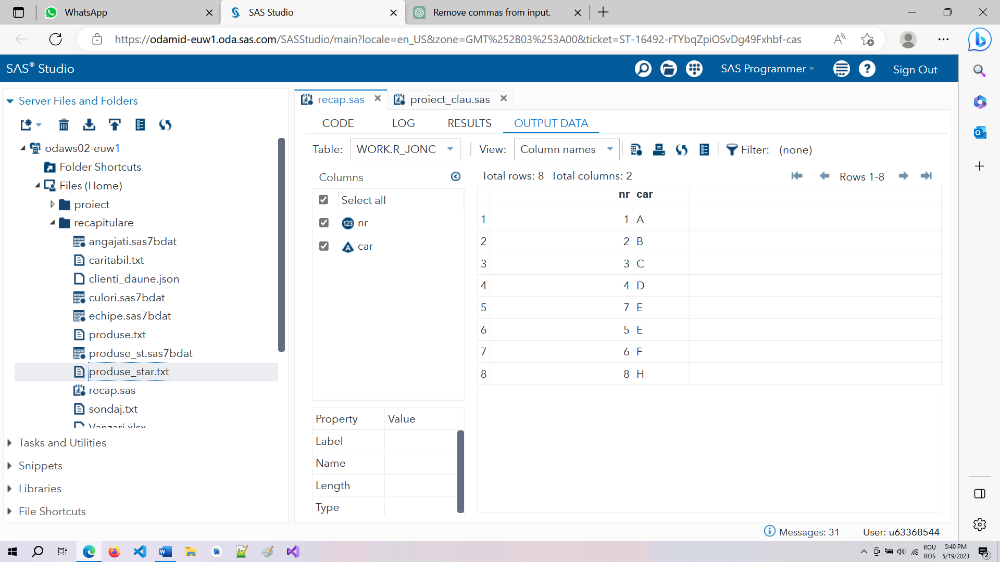 WhatsApp
SAS Studio
Remove commas from input.
https://odamid-euw1.oda.sas.com/SASStudio/main?locale=en_US&zone=GMT%252B03%253A00&ticket=ST-16492-rTYbqZpiOSvDg49Fxhbf-cas
SAS® Studio
SAS Programmer
Sign Out
Server Files and Folders
odaws02-euw1
Folder Shortcuts
Files (Home)
proiect
recapitulare
angajati.sas7bdat
caritabil.txt
clienti_daune.json
culori.sas7bdat
echipe.sas7bdat
produse.txt
produse_st.sas7bdat
produse_star.txt
recap.sas
sondaj.txt
Vanzari.xlsx
Tasks and Utilities
Snippets
Libraries
File Shortcuts
recap.sas
proiect_clau.sas
CODE LOG RESULTS OUTPUT DATA
Table: WORK.R_JONC View: Column names Filter: (none)
Columns
Select all
123 nr
A car
Property Value
Label
Name
Length
Type
Total rows: 8 Total columns: 2
Rows 1-8
nr car
1 1 A
2 2 B
3 3 C
4 4 D
5 7 E
6 5 E
7 6 F
8 8 H
Messages: 31
User: u63368544
ROU
ROS
5:40 PM
5/19/2023
2